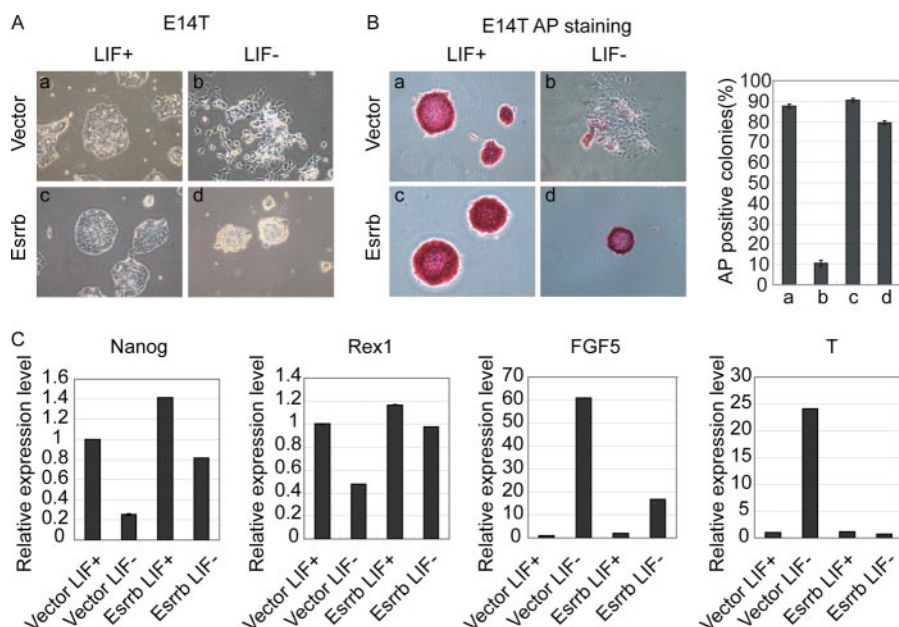 A
E14T
LIF+
LIF-
Vector
Esrrb
a
b
c
d
B
E14T AP staining
LIF+
LIF-
Vector
Esrrb
a
b
c
d
AP positive colonies(%)
100
90
80
70
60
50
40
30
20
10
0
a b c d
C
Nanog
Relative expression level
1.6
1.4
1.2
1
0.8
0.6
0.4
0.2
0
Vector LIF+
Vector LIF-
Esrrb LIF+
Esrrb LIF-
Rex1
Relative expression level
1.4
1.2
1
0.8
0.6
0.4
0.2
0
Vector LIF+
Vector LIF-
Esrrb LIF+
Esrrb LIF-
FGF5
Relative expression level
70
60
50
40
30
20
10
0
Vector LIF+
Vector LIF-
Esrrb LIF+
Esrrb LIF-
T
Relative expression level
30
25
20
15
10
5
0
Vector LIF+
Vector LIF-
Esrrb LIF+
Esrrb LIF-